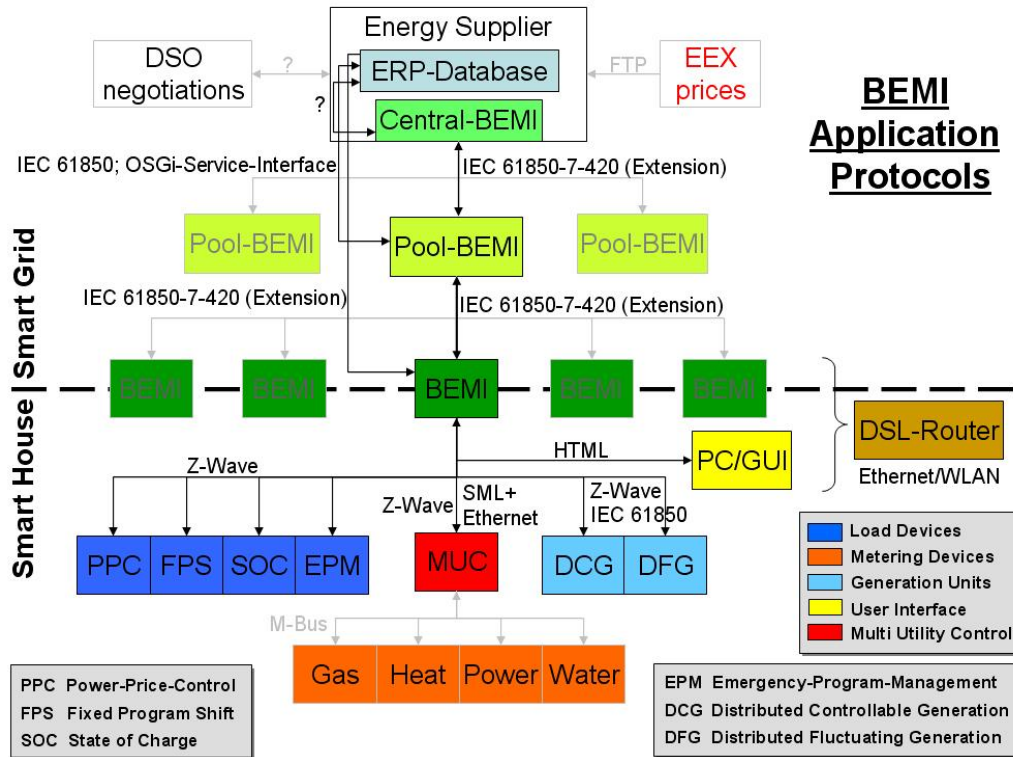 Energy Supplier
DSO
negotiations
?
ERP-Database
FTP
EEX
prices
BEMI
Application
Protocols
?
Central-BEMI
IEC 61850; OSGi-Service-Interface
IEC 61850-7-420 (Extension)
Pool-BEMI
Pool-BEMI
Pool-BEMI
Smart Grid
IEC 61850-7-420 (Extension)
IEC 61850-7-420 (Extension)
BEMI
BEMI
BEMI
BEMI
BEMI
Smart House
DSL-Router
Ethernet/WLAN
HTML
PC/GUI
Z-Wave
Z-Wave
SML+
Ethernet
Z-Wave
IEC 61850
PPC
FPS
SOC
EPM
MUC
DCG
DFG
Load Devices
Metering Devices
Generation Units
User Interface
Multi Utility Control
M-Bus
Gas
Heat
Power
Water
PPC Power-Price-Control
FPS Fixed Program Shift
SOC State of Charge
EPM Emergency-Program-Management
DCG Distributed Controllable Generation
DFG Distributed Fluctuating Generation